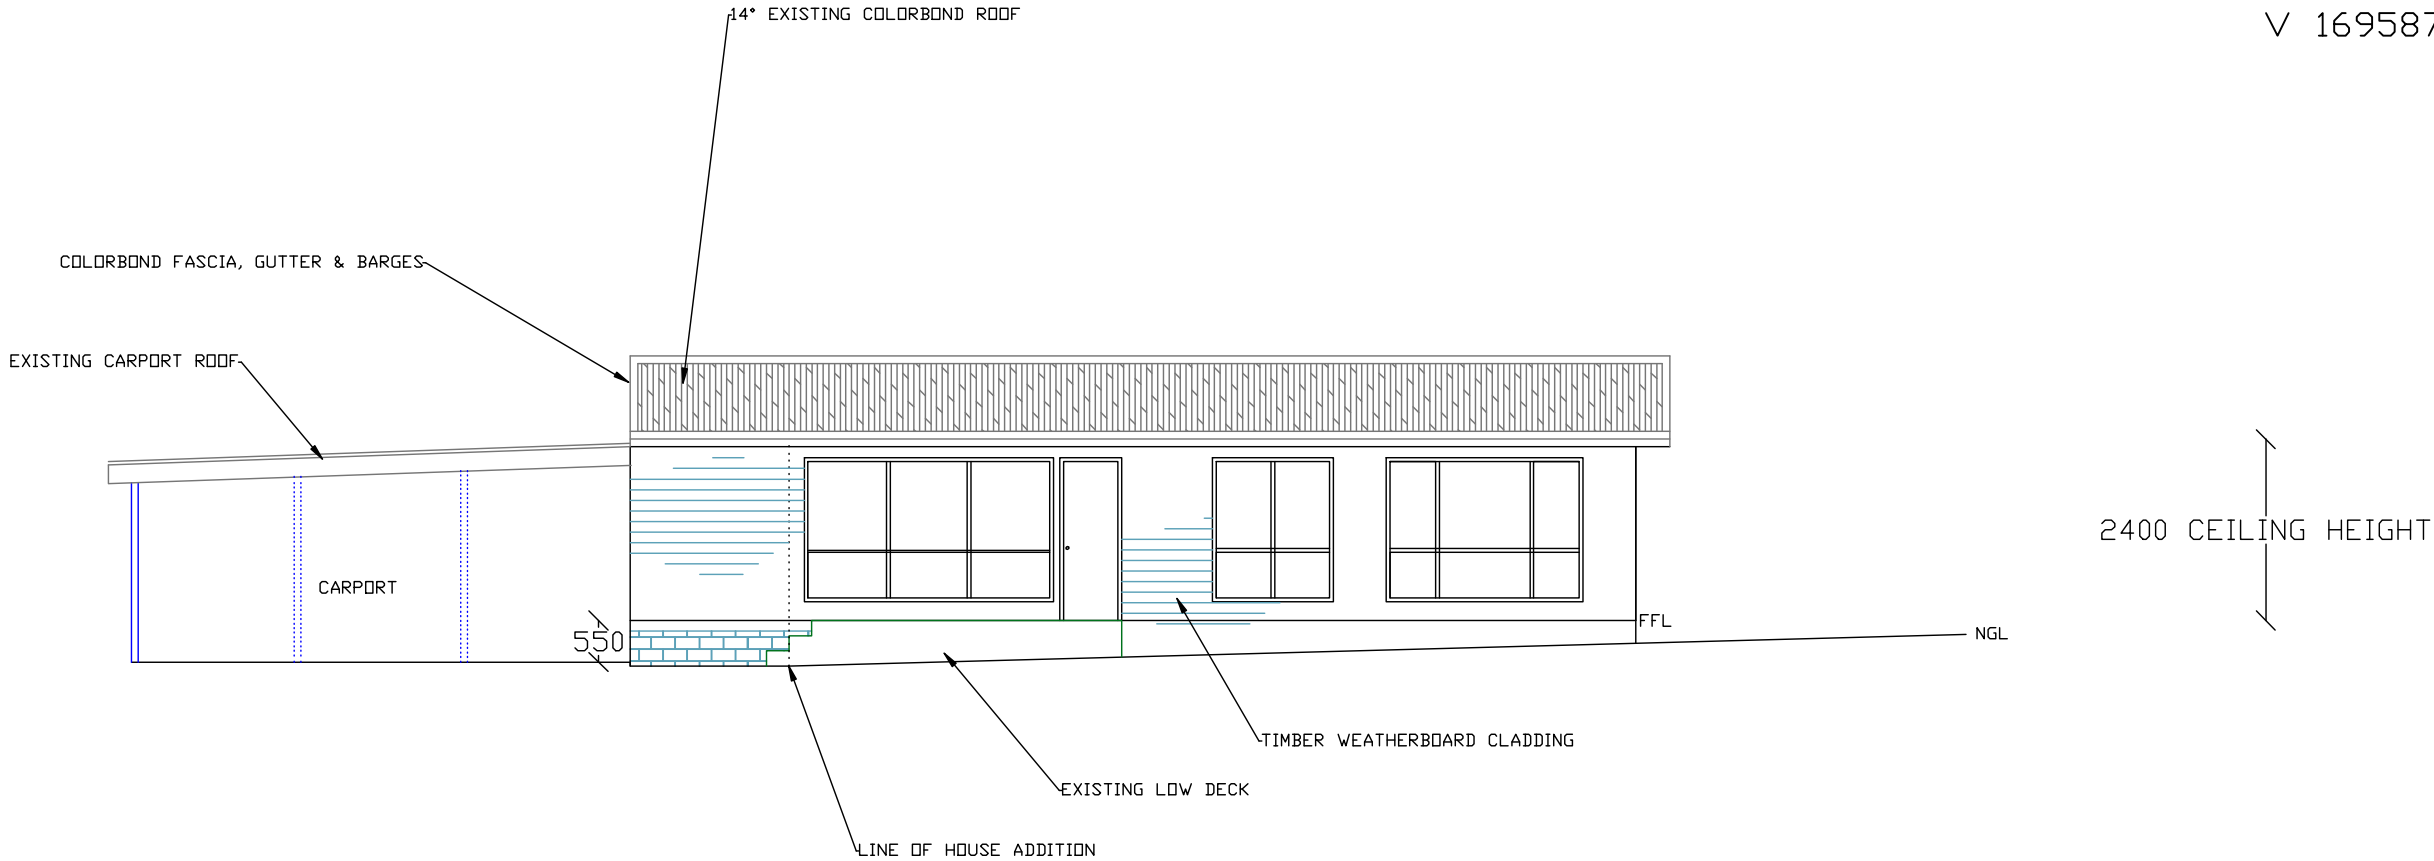 14° EXISTING COLORBOND ROOF
V 169587
COLORBOND FASCIA, GUTTER & BARGES
EXISTING CARPORT ROOF
2400 CEILING HEIGHT
CARPORT
FFL
550
NGL
TIMBER WEATHERBOARD CLADDING
EXISTING LOW DECK
LINE OF HOUSE ADDITION